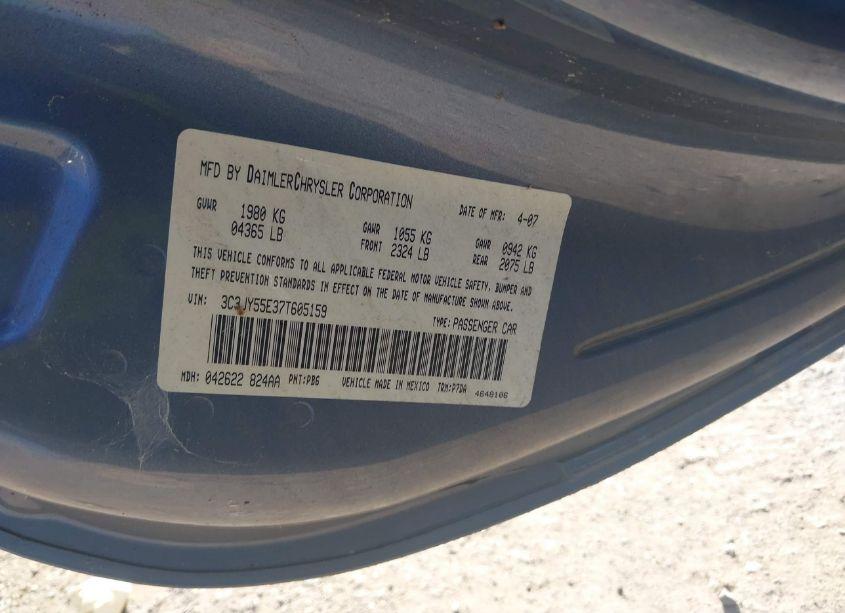 MFD BY DAIMLERCHRYSLER CORPORATION DATE OF MFR: 4-07
GVWR 1980 KG 04365 LB GAWR FRONT 1055 KG 2324 LB GAWR REAR 0942 KG 2075 LB
THIS VEHICLE CONFORMS TO ALL APPLICABLE FEDERAL MOTOR VEHICLE SAFETY, BUMPER AND
THEFT PREVENTION STANDARDS IN EFFECT ON THE DATE OF MANUFACTURE SHOWN ABOVE.
VIN: 3C3JY55E37T605159 TYPE: PASSENGER CAR
MDH: 042622 824AA PNT:PBG VEHICLE MADE IN MEXICO TRM:P7DA 4648106